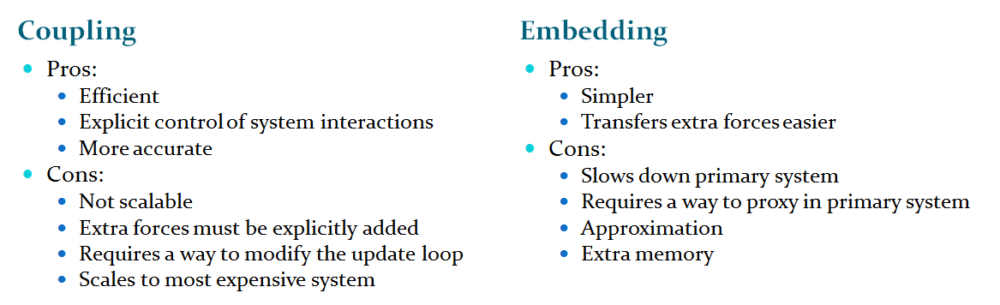 Coupling
Pros:
Efficient
Explicit control of system interactions
More accurate
Cons:
Not scalable
Extra forces must be explicitly added
Requires a way to modify the update loop
Scales to most expensive system
Embedding
Pros:
Simpler
Transfers extra forces easier
Cons:
Slows down primary system
Requires a way to proxy in primary system
Approximation
Extra memory